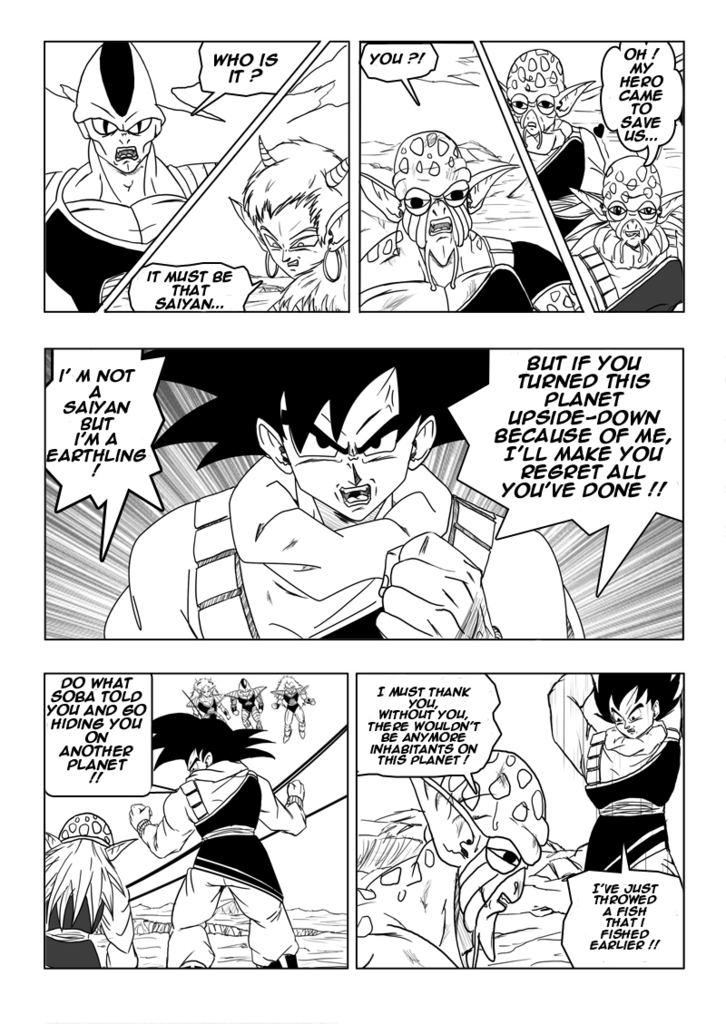 WHO IS
IT ?
IT MUST BE
THAT
SAIYAN...
YOU ?!
OH !
MY
HERO
CAME
TO
SAVE
US...
I' M NOT
A
SAIYAN
BUT
I'M A
EARTHLING
!
BUT IF YOU
TURNED THIS
PLANET
UPSIDE-DOWN
BECAUSE OF ME,
I'LL MAKE YOU
REGRET ALL
YOU'VE DONE !!
DO WHAT
SOBA TOLD
YOU AND GO
HIDING YOU
ON
ANOTHER
PLANET
!!
I MUST THANK
YOU,
WITHOUT YOU,
THERE WOULDN'T
BE ANYMORE
INHABITANTS ON
THIS PLANET !
I'VE JUST
THROWED
A FISH
THAT I
FISHED
EARLIER !!